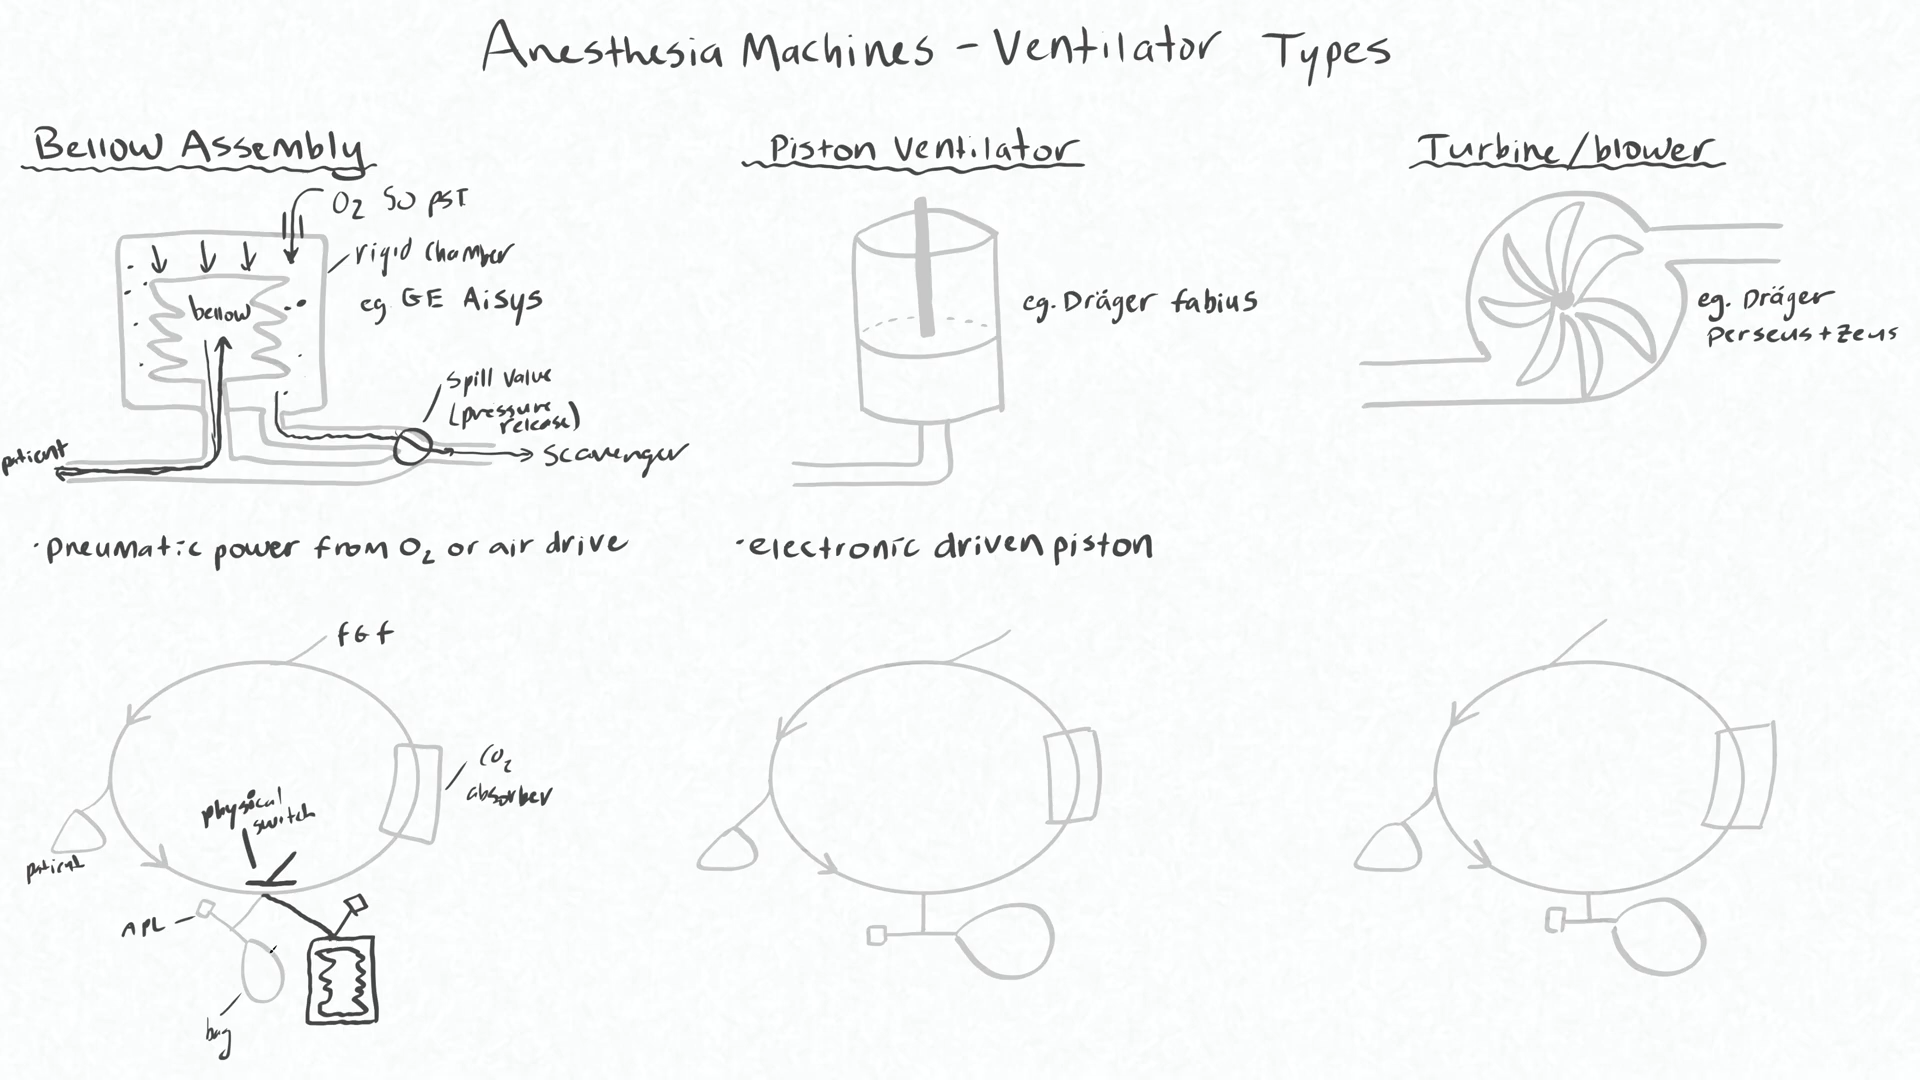 Anesthesia Machines - Ventilator Types
Bellow Assembly
O2 50 PSI
rigid chamber
eg GE Aisys
bellow
spill valve
(pressure
release)
patient
Scavenger
·pneumatic power from O2 or air drive
FGF
CO2
absorber
physical
switch
patient
APL
bag
Piston Ventilator
eg. Dräger fabius
·electronic driven piston
Turbine/blower
eg. Dräger
Perseus + Zeus